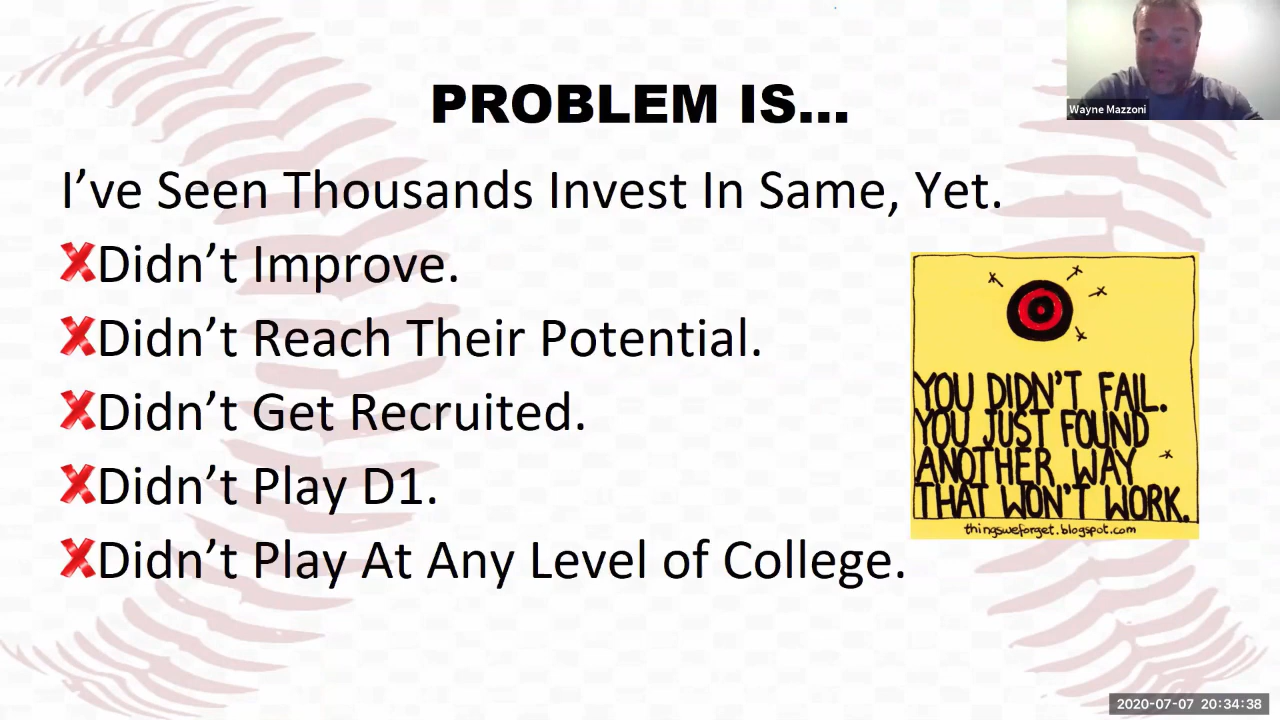 PROBLEM IS...
Wayne Mazzoni
I’ve Seen Thousands Invest In Same, Yet.
Didn’t Improve.
Didn’t Reach Their Potential.
Didn’t Get Recruited.
Didn’t Play D1.
Didn’t Play At Any Level of College.
YOU DIDN'T FAIL.
YOU JUST FOUND
ANOTHER WAY
THAT WON'T WORK.
thingsweforget.blogspot.com
2020-07-07 20:34:38